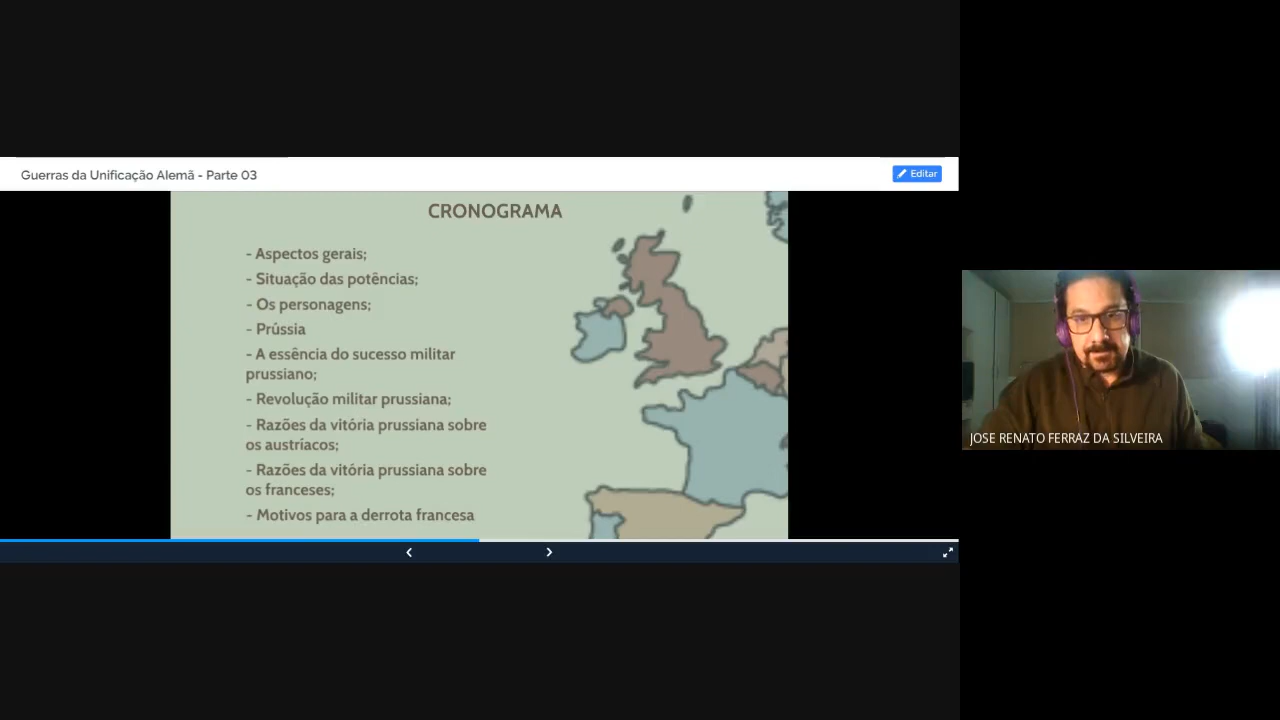 Guerras da Unificação Alemã - Parte 03
Editar
CRONOGRAMA
- Aspectos gerais;
- Situação das potências;
- Os personagens;
- Prússia
- A essência do sucesso militar
prussiano;
- Revolução militar prussiana;
- Razões da vitória prussiana sobre
os austríacos;
- Razões da vitória prussiana sobre
os franceses;
- Motivos para a derrota francesa
JOSE RENATO FERRAZ DA SILVEIRA